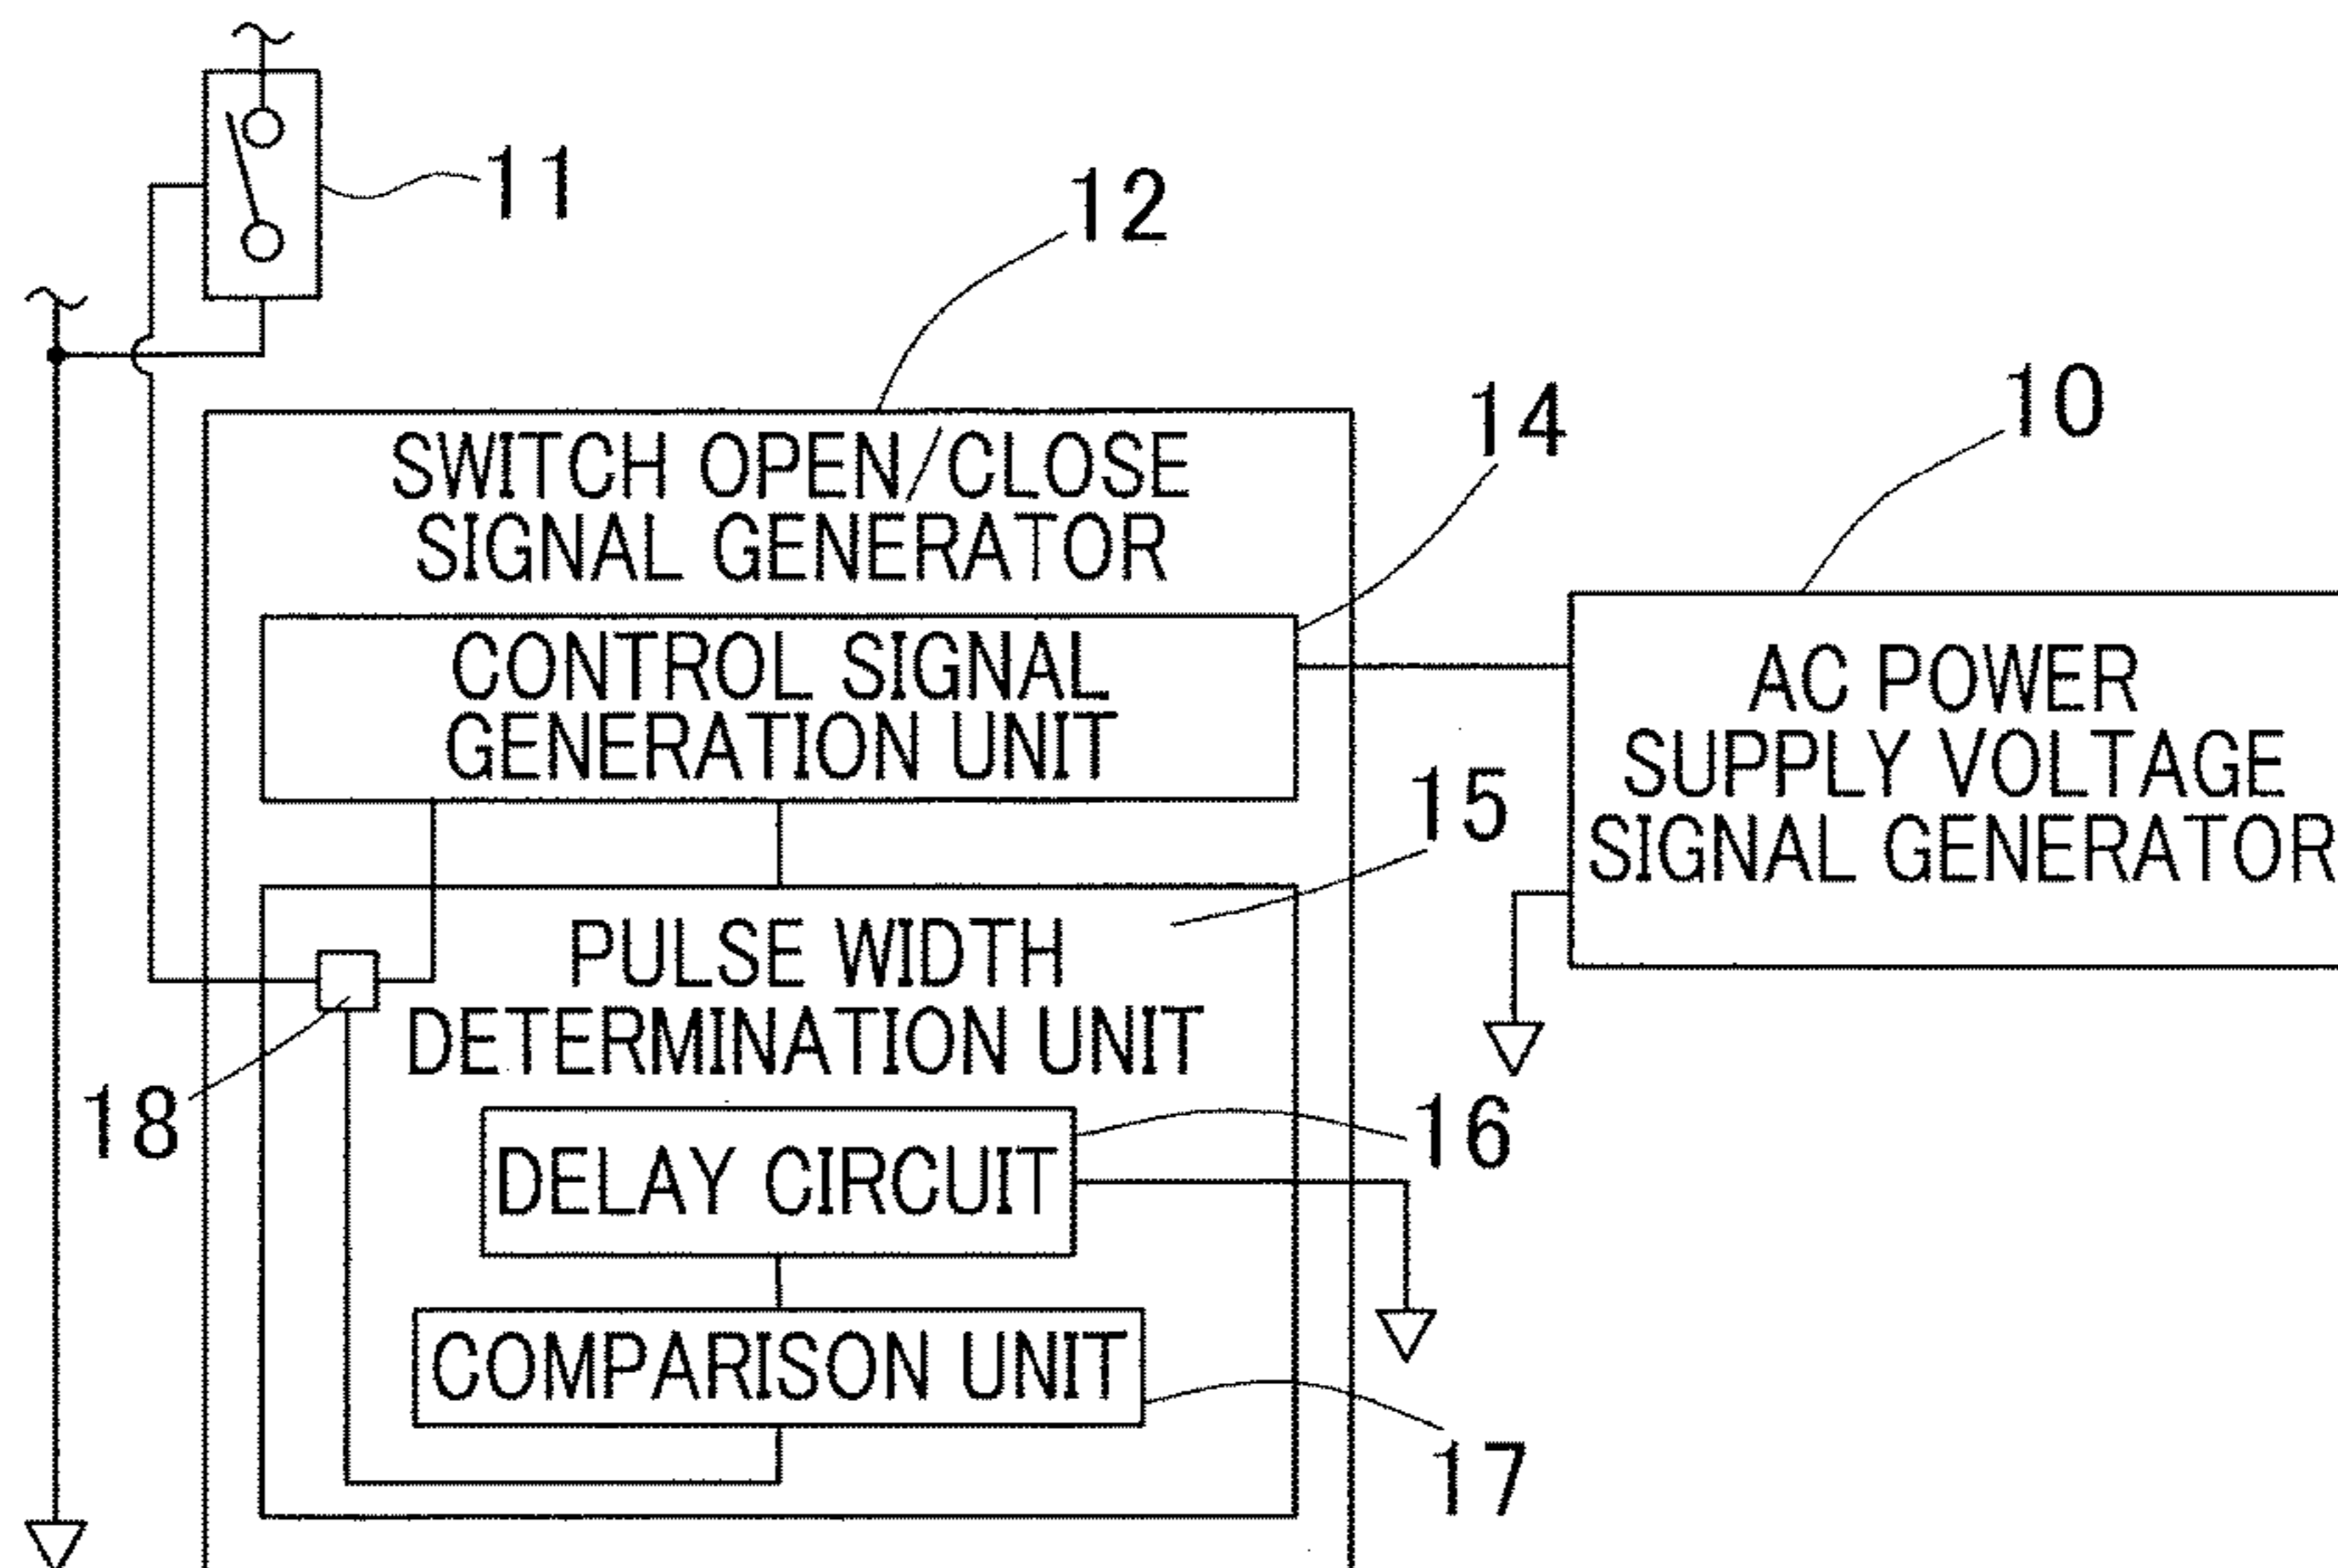 11
12
14
10
SWITCH OPEN/CLOSE
SIGNAL GENERATOR
CONTROL SIGNAL
GENERATION UNIT
AC POWER
SUPPLY VOLTAGE
SIGNAL GENERATOR
15
PULSE WIDTH
DETERMINATION UNIT
18
16
DELAY CIRCUIT
COMPARISON UNIT
17